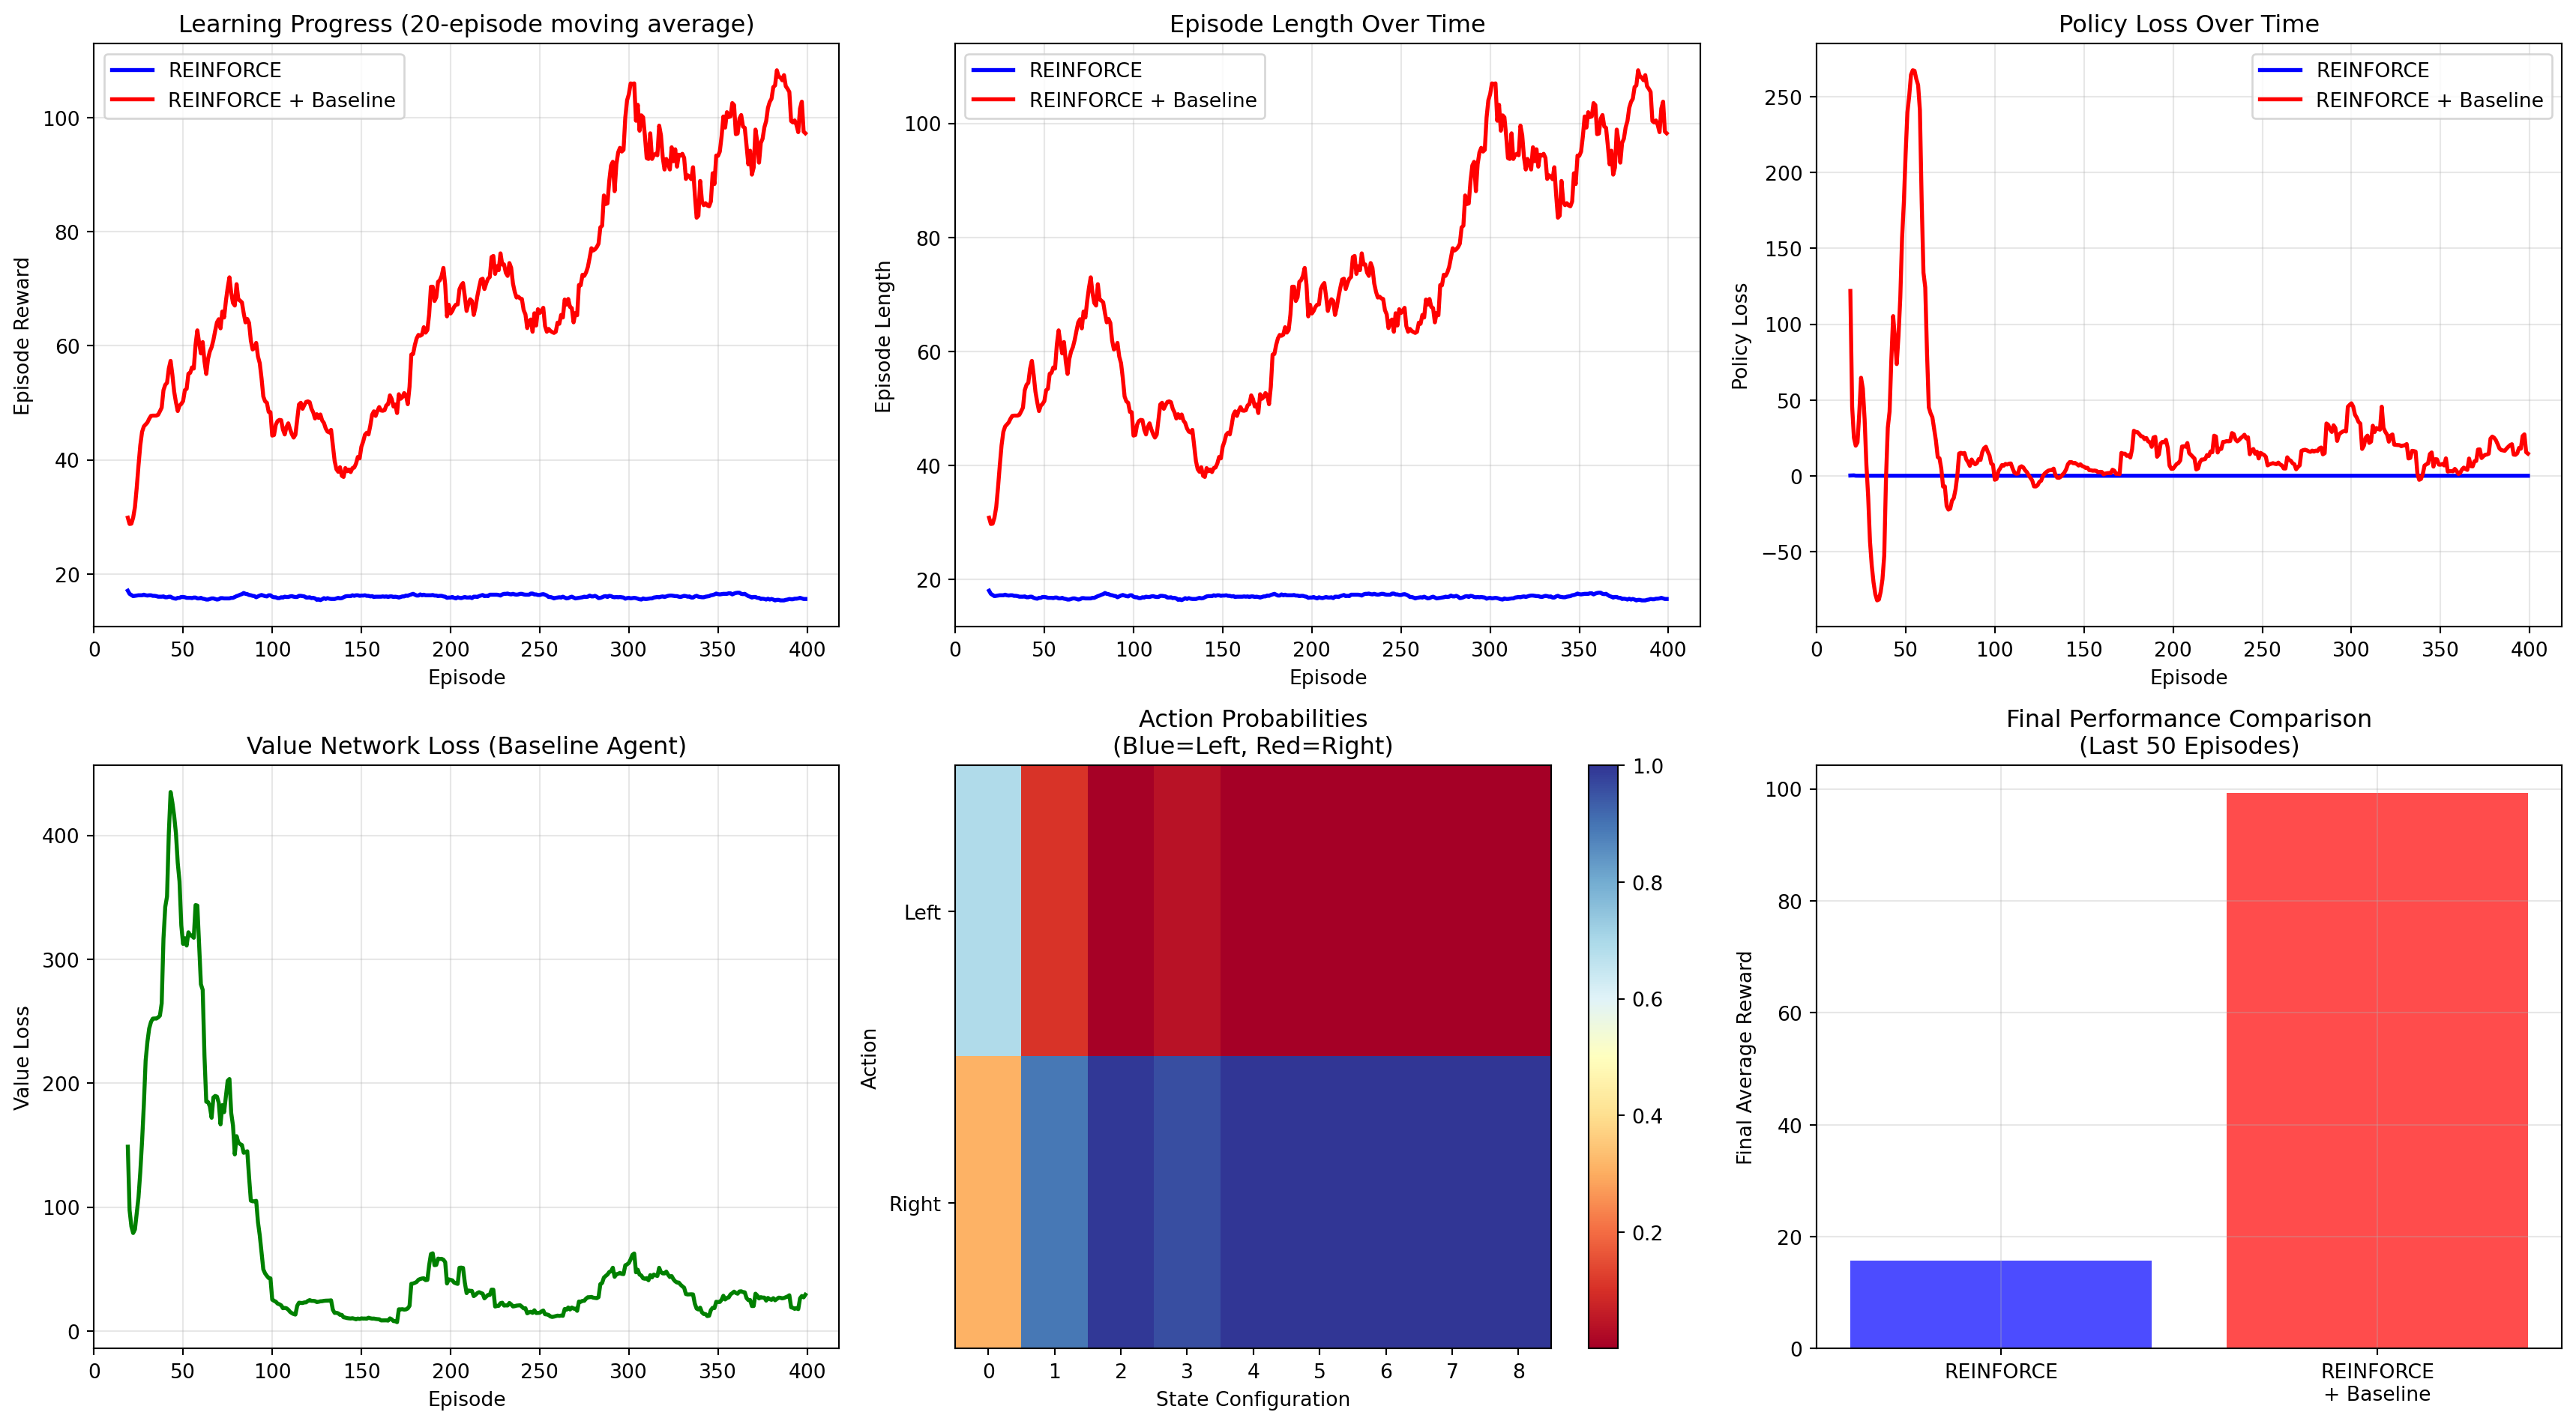 Learning Progress (20-episode moving average)
REINFORCE
REINFORCE + Baseline
Episode Reward
100
80
60
40
20
0 50 100 150 200 250 300 350 400
Episode
Episode Length Over Time
REINFORCE
REINFORCE + Baseline
Episode Length
100
80
60
40
20
0 50 100 150 200 250 300 350 400
Episode
Policy Loss Over Time
REINFORCE
REINFORCE + Baseline
Policy Loss
250
200
150
100
50
0
−50
0 50 100 150 200 250 300 350 400
Episode
Value Network Loss (Baseline Agent)
Value Loss
400
300
200
100
0
0 50 100 150 200 250 300 350 400
Episode
Action Probabilities
(Blue=Left, Red=Right)
Action
Left
Right
0 1 2 3 4 5 6 7 8
State Configuration
1.0
0.8
0.6
0.4
0.2
Final Performance Comparison
(Last 50 Episodes)
Final Average Reward
100
80
60
40
20
0
REINFORCE
REINFORCE
+ Baseline